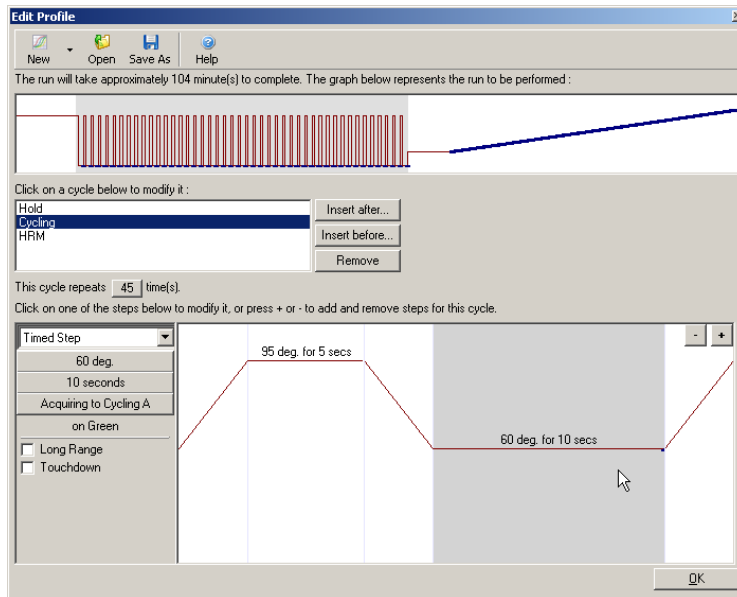 Edit Profile
New Open Save As Help
The run will take approximately 104 minute(s) to complete. The graph below represents the run to be performed :
Click on a cycle below to modify it :
Hold
Cycling
HRM
Insert after...
Insert before...
Remove
This cycle repeats 45 time(s).
Click on one of the steps below to modify it, or press + or - to add and remove steps for this cycle.
Timed Step
60 deg.
10 seconds
Acquiring to Cycling A
on Green
Long Range
Touchdown
95 deg. for 5 secs
60 deg. for 10 secs
- +
OK